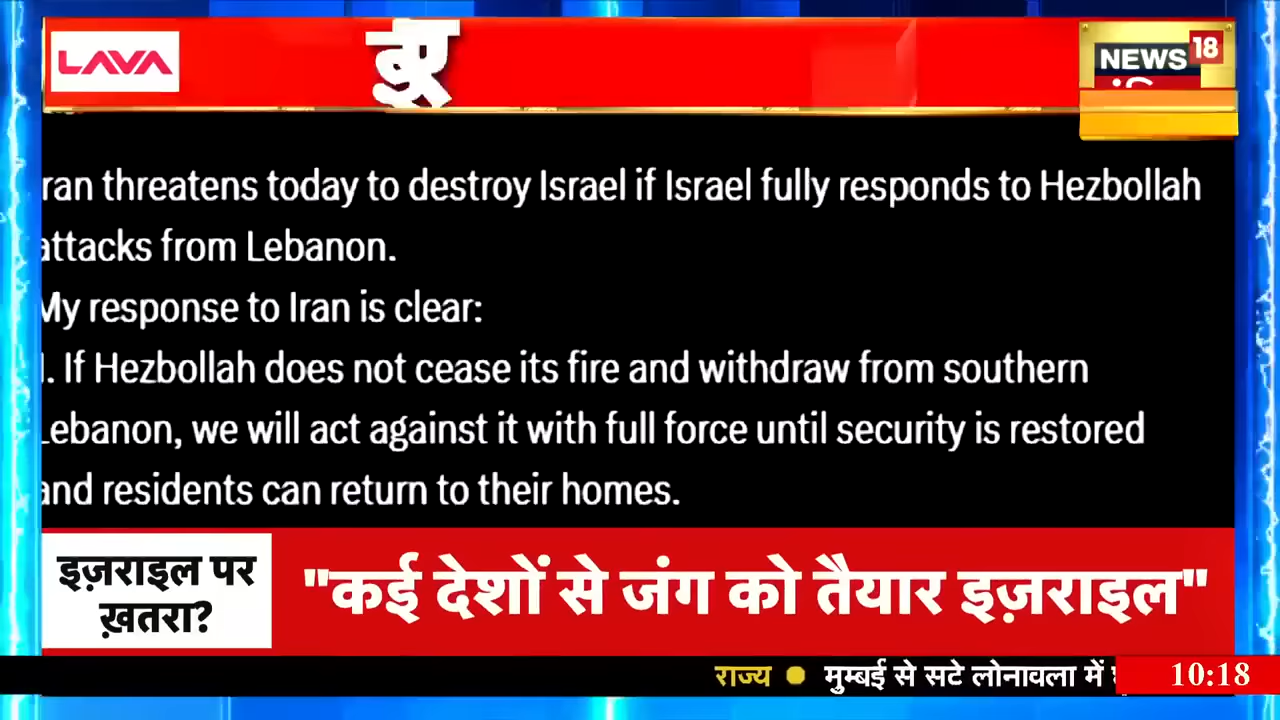 LAVA
NEWS 18
ran threatens today to destroy Israel if Israel fully responds to Hezbollah
attacks from Lebanon.
My response to Iran is clear:
. If Hezbollah does not cease its fire and withdraw from southern
Lebanon, we will act against it with full force until security is restored
and residents can return to their homes.
इज़राइल पर
ख़तरा?
"कई देशों से जंग को तैयार इज़राइल"
राज्य मुम्बई से सटे लोनावला में
10:18